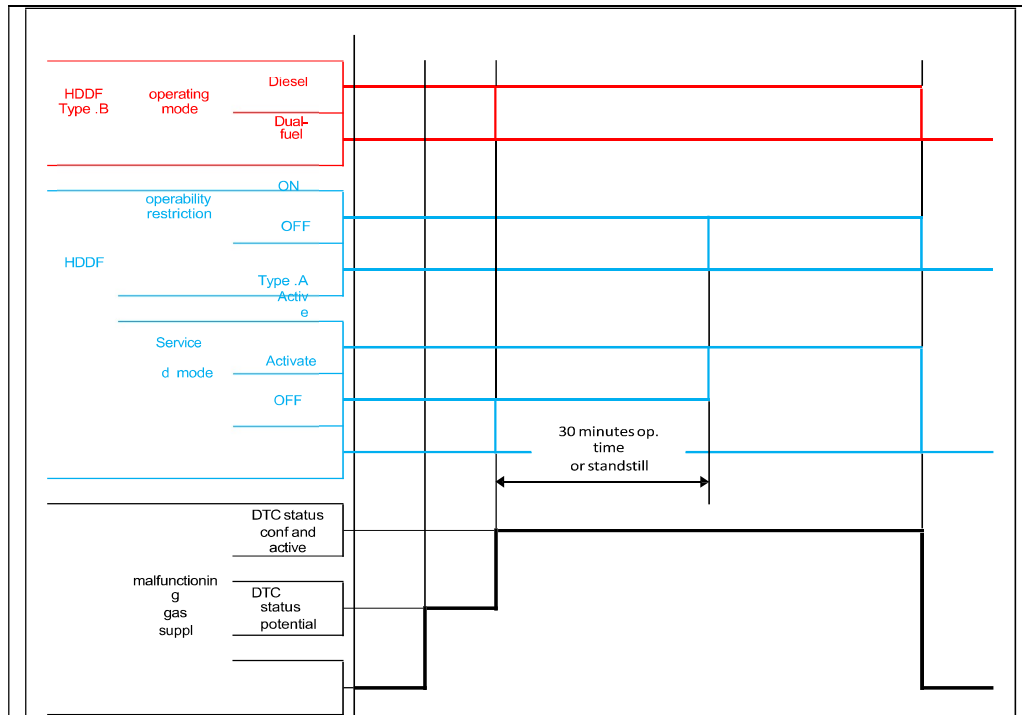 Diesel
HDDF
Type .B
operating
mode
Dual-
fuel
ON
operability
restriction
OFF
HDDF
Type .A
Activ
e
Service
Activate
d mode
OFF
30 minutes op.
time
or standstill
DTC status
conf and
active
malfunctionin
g
gas
suppl
DTC
status
potential